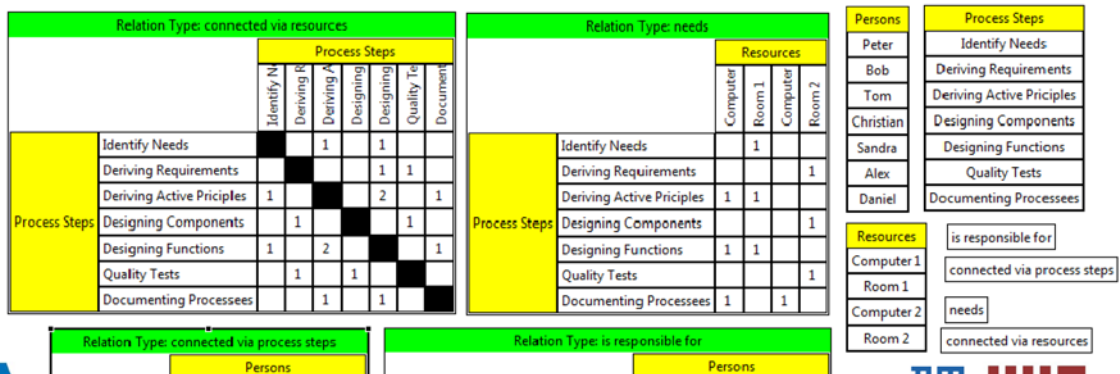 Relation Type: connected via resources
Process Steps
Identify N
Deriving R
Deriving A
Designing
Designing
Quality Te
Document
Process Steps
Identify Needs 1 1
Deriving Requirements 1 1
Deriving Active Priciples 1 2 1
Designing Components 1 1
Designing Functions 1 2 1
Quality Tests 1 1
Documenting Processees 1 1
Relation Type: needs
Resources
Computer
Room 1
Computer
Room 2
Process Steps
Identify Needs 1
Deriving Requirements 1
Deriving Active Priciples 1 1
Designing Components 1
Designing Functions 1 1
Quality Tests 1
Documenting Processees 1 1
Persons
Peter
Bob
Tom
Christian
Sandra
Alex
Daniel
Process Steps
Identify Needs
Deriving Requirements
Deriving Active Priciples
Designing Components
Designing Functions
Quality Tests
Documenting Processees
Resources
Computer 1
Room 1
Computer 2
Room 2
is responsible for
connected via process steps
needs
connected via resources
Relation Type: connected via process steps
Persons
Relation Type: is responsible for
Persons